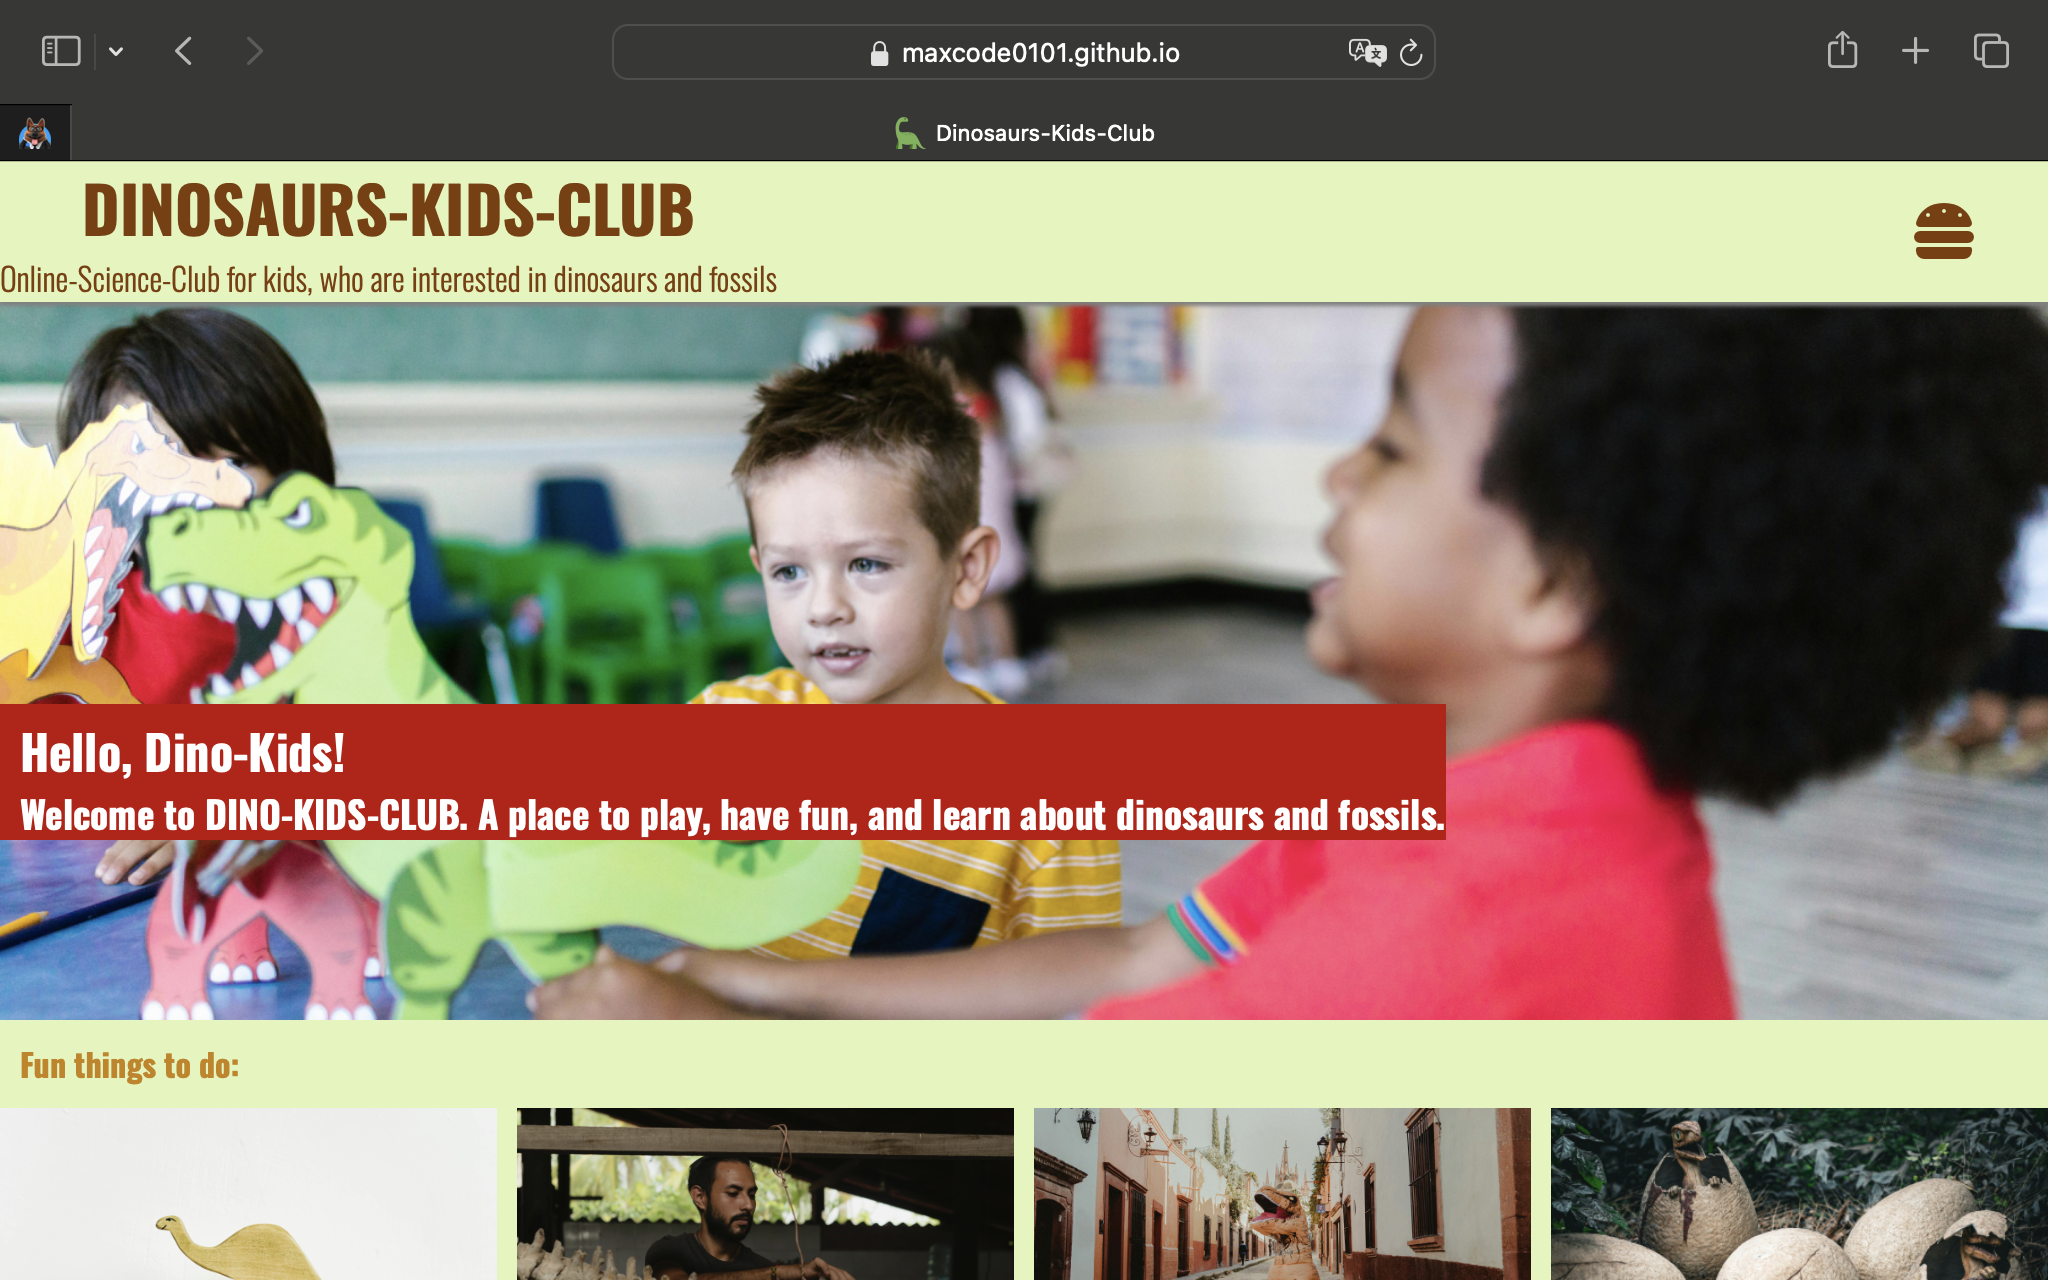 maxcode0101.github.io
Dinosaurs-Kids-Club
DINOSAURS-KIDS-CLUB
Online-Science-Club for kids, who are interested in dinosaurs and fossils
Hello, Dino-Kids!
Welcome to DINO-KIDS-CLUB. A place to play, have fun, and learn about dinosaurs and fossils.
Fun things to do: